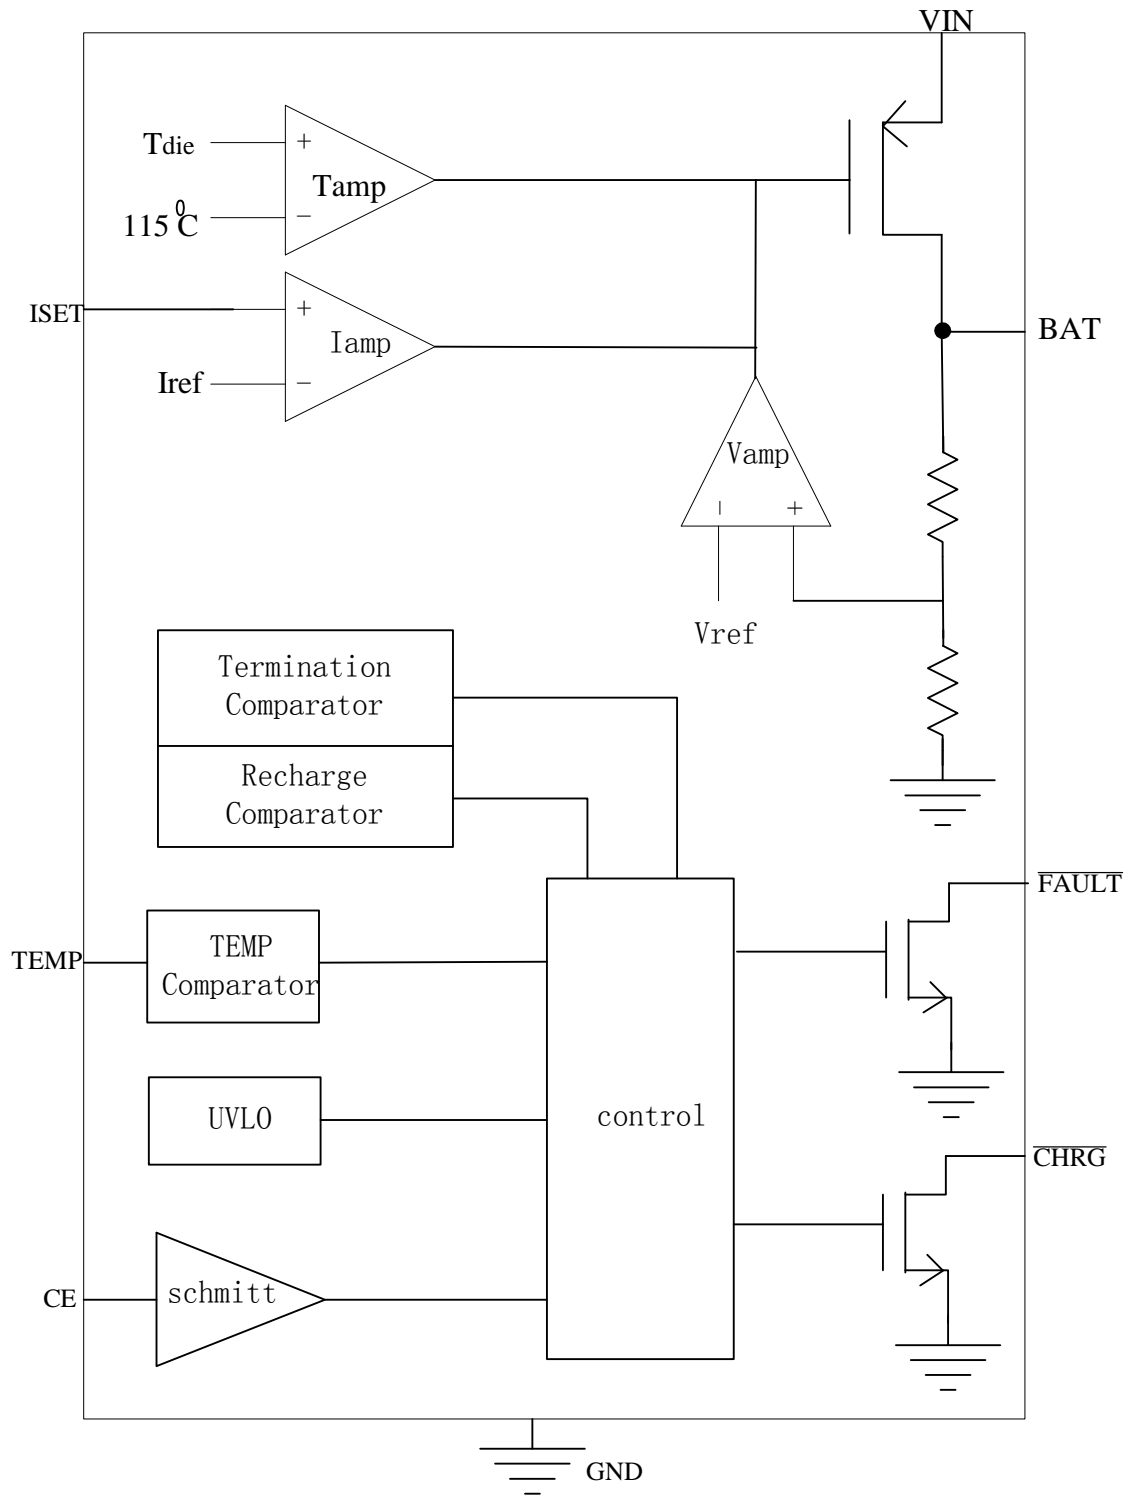 VIN
Tdie
+
Tamp
115 0C
−
ISET
+
Iamp
Iref
−
BAT
Vamp
− +
Vref
Termination
Comparator
Recharge
Comparator
FAULT
TEMP
TEMP
Comparator
UVLO
control
CHRG
CE
schmitt
GND